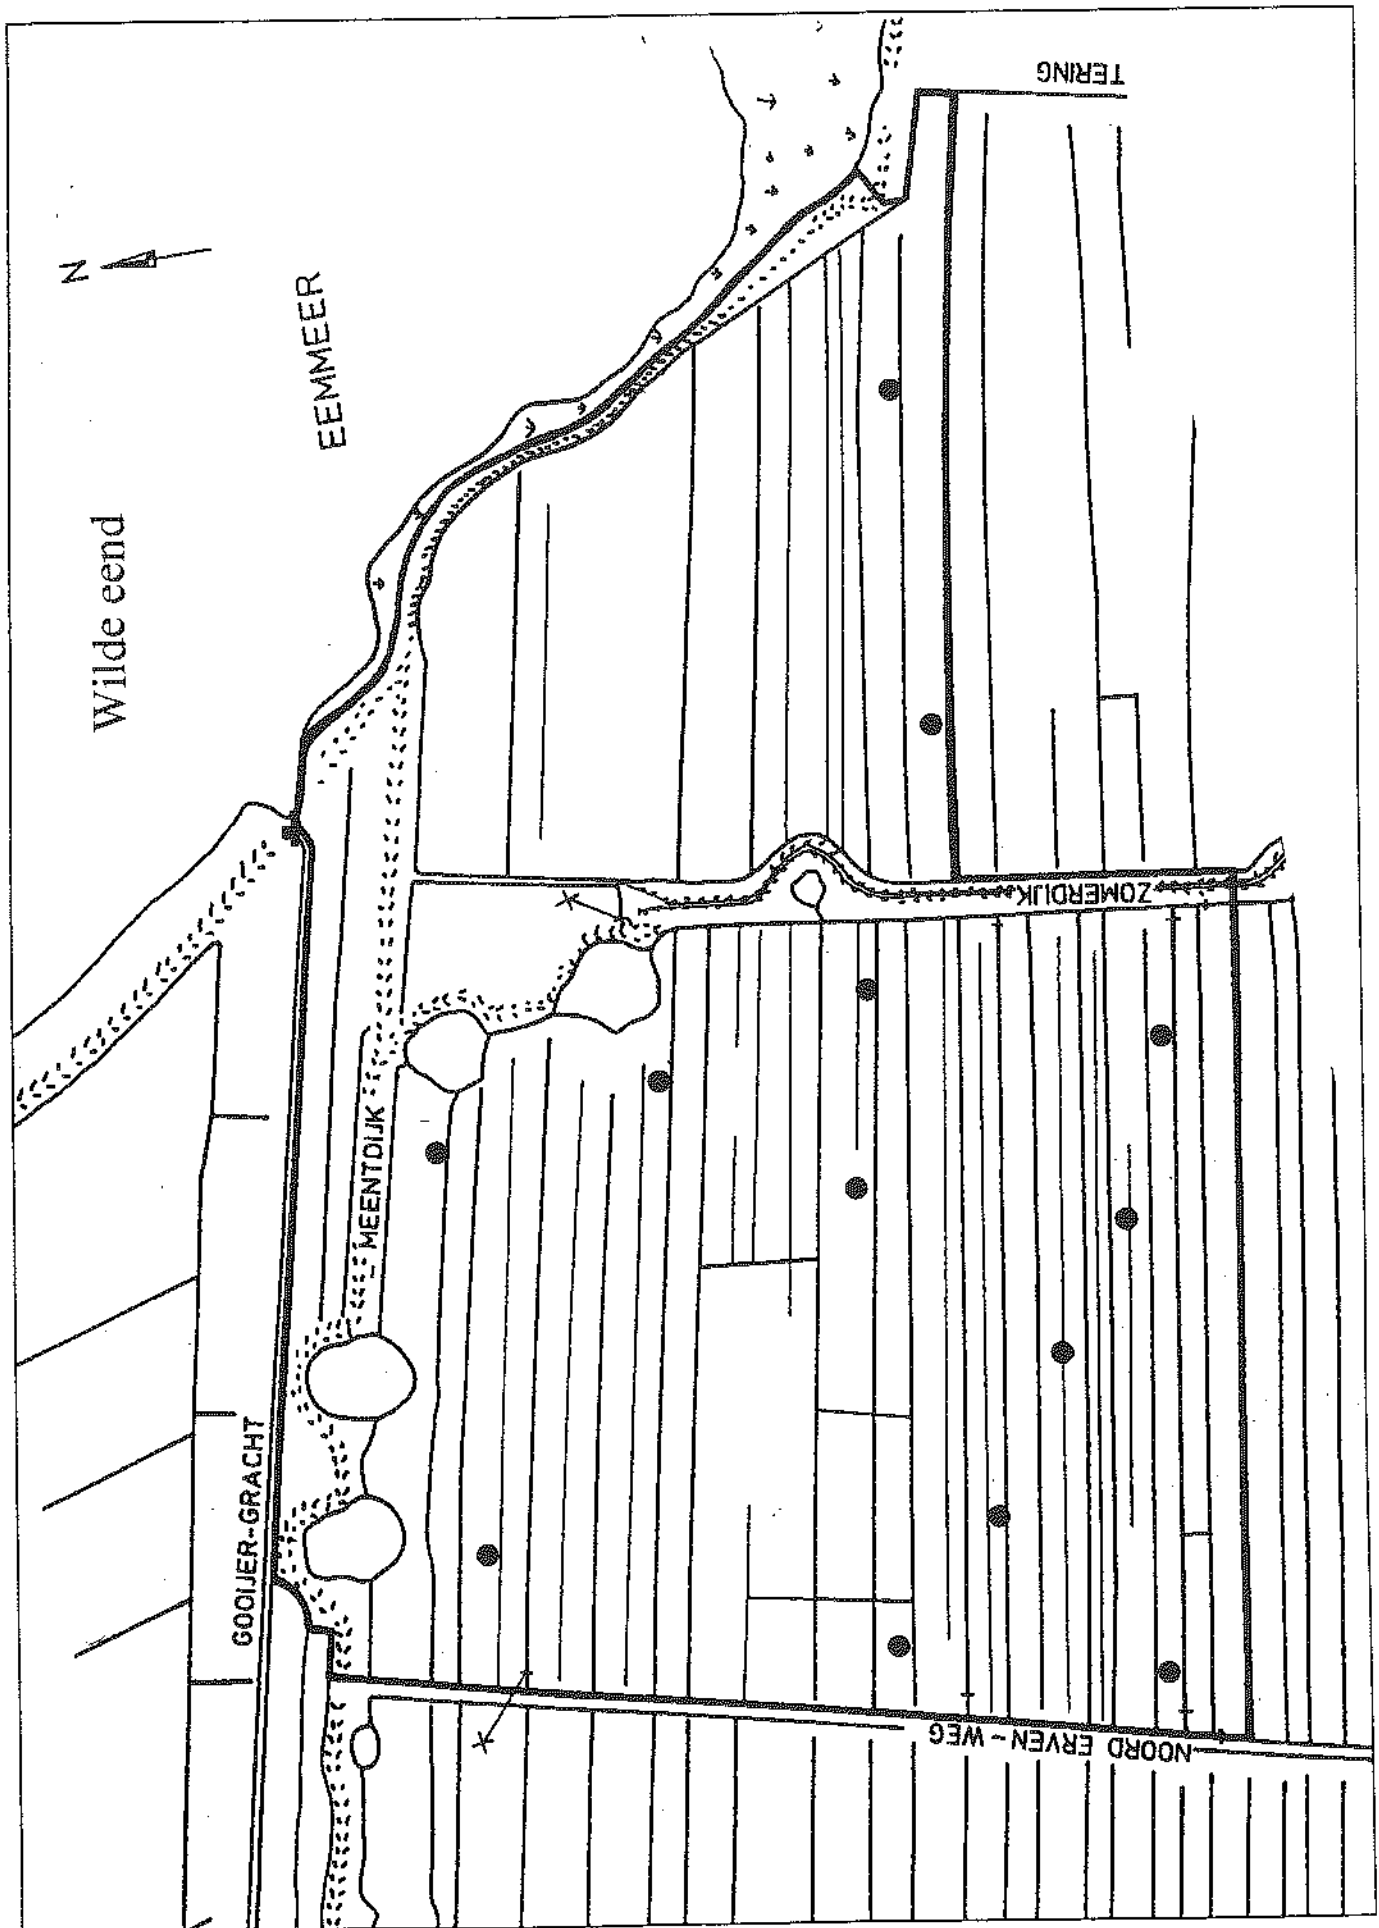 Wilde eend
N
EEMMEER
TERING
ZOMERDIJK
MEENTDIJK
GOOIJER-GRACHT
NOORD ERVEN-WEG